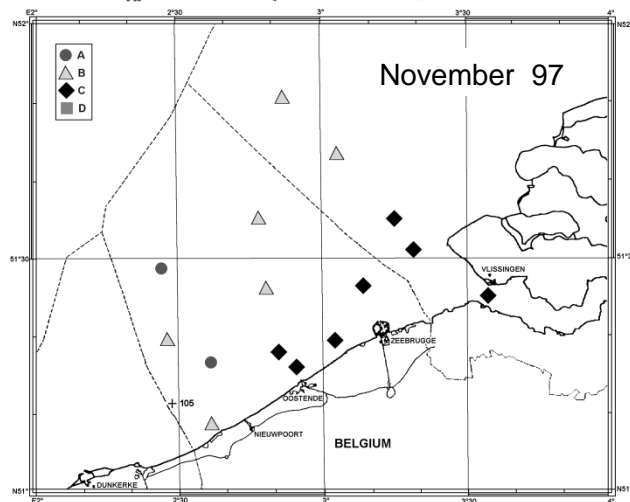 E2° 2°30 3° 3°30 4°
N52° N52°
A
B
C
D
November 97
51°30 51°30
VLISSINGEN
ZEEBRUGGE
+ 105
OOSTENDE
NIEUWPOORT
BELGIUM
DUNKERKE
N51° N51°
E2° 2°30 3° 3°30 4°